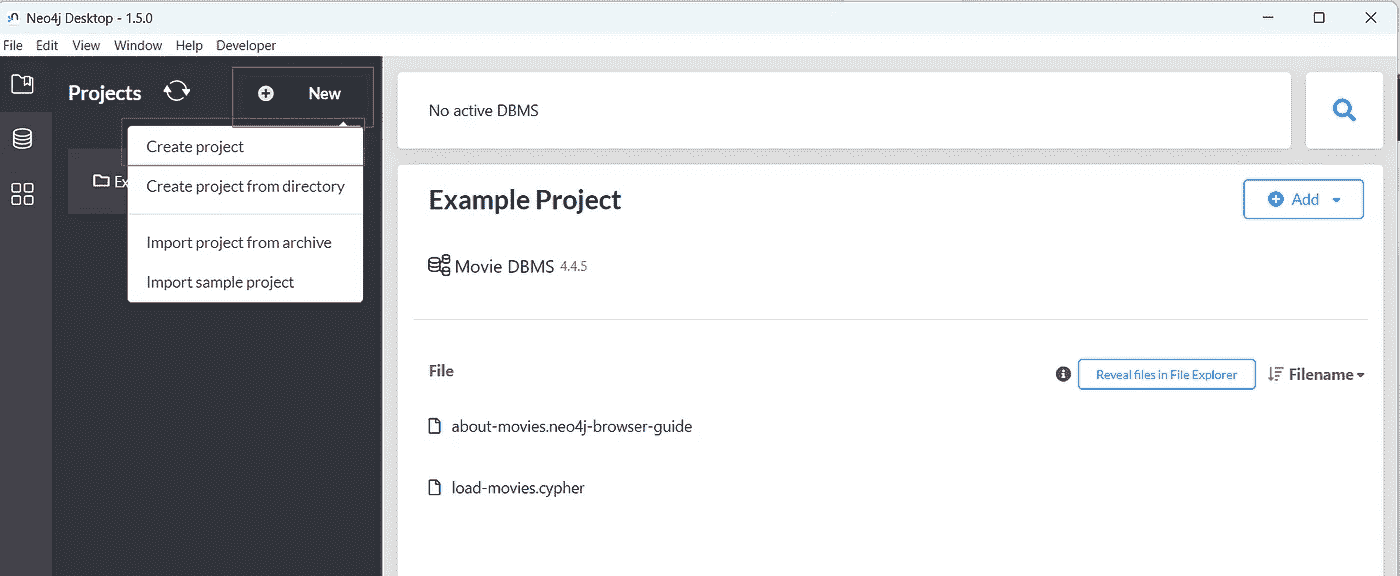 Neo4j Desktop - 1.5.0
File Edit View Window Help Developer
Projects
New
Create project
Create project from directory
Import project from archive
Import sample project
Ex
No active DBMS
Example Project
Add
Movie DBMS 4.4.5
File
Reveal files in File Explorer
Filename
about-movies.neo4j-browser-guide
load-movies.cypher